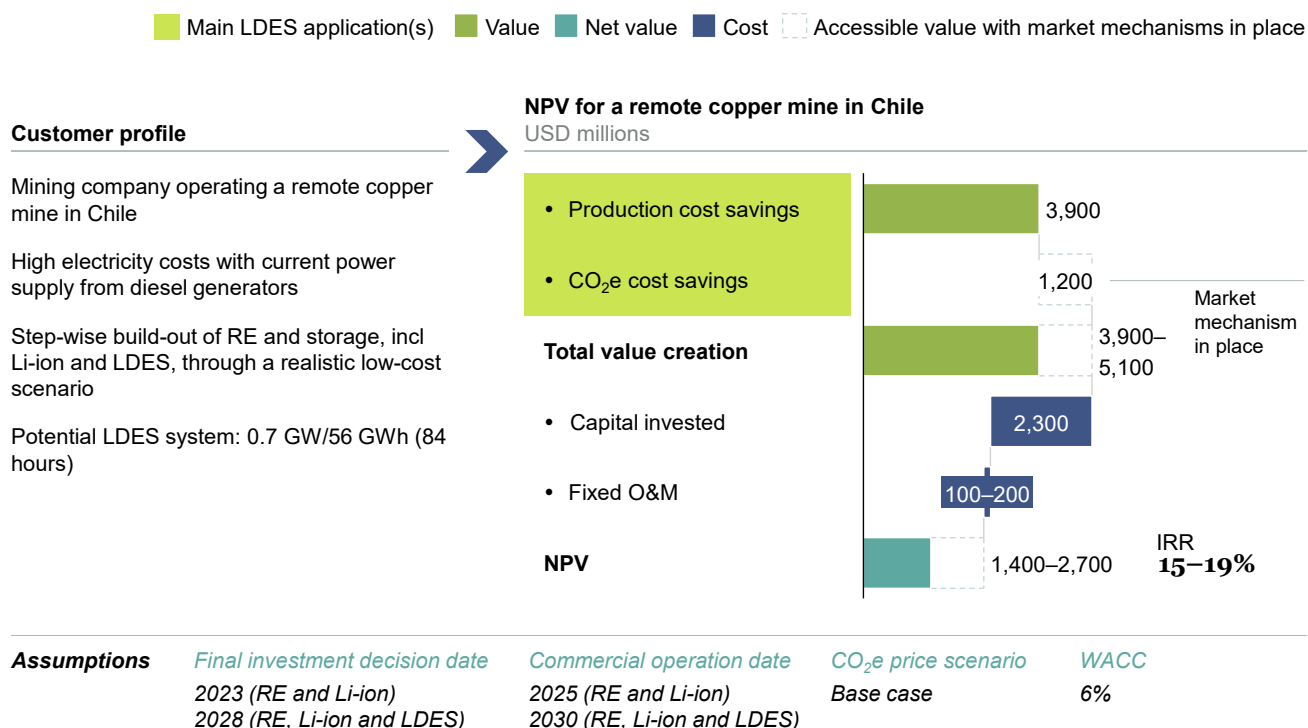 Main LDES application(s) Value Net value Cost Accessible value with market mechanisms in place
Customer profile
Mining company operating a remote copper
mine in Chile
High electricity costs with current power
supply from diesel generators
Step-wise build-out of RE and storage, incl
Li-ion and LDES, through a realistic low-cost
scenario
Potential LDES system: 0.7 GW/56 GWh (84
hours)
NPV for a remote copper mine in Chile
USD millions
• Production cost savings
3,900
• CO₂e cost savings
1,200
Market
mechanism
in place
Total value creation
3,900–
5,100
• Capital invested
2,300
• Fixed O&M
100–200
NPV
1,400–2,700
IRR
15–19%
Assumptions
Final investment decision date
2023 (RE and Li-ion)
2028 (RE, Li-ion and LDES)
Commercial operation date
2025 (RE and Li-ion)
2030 (RE, Li-ion and LDES)
CO₂e price scenario
Base case
WACC
6%